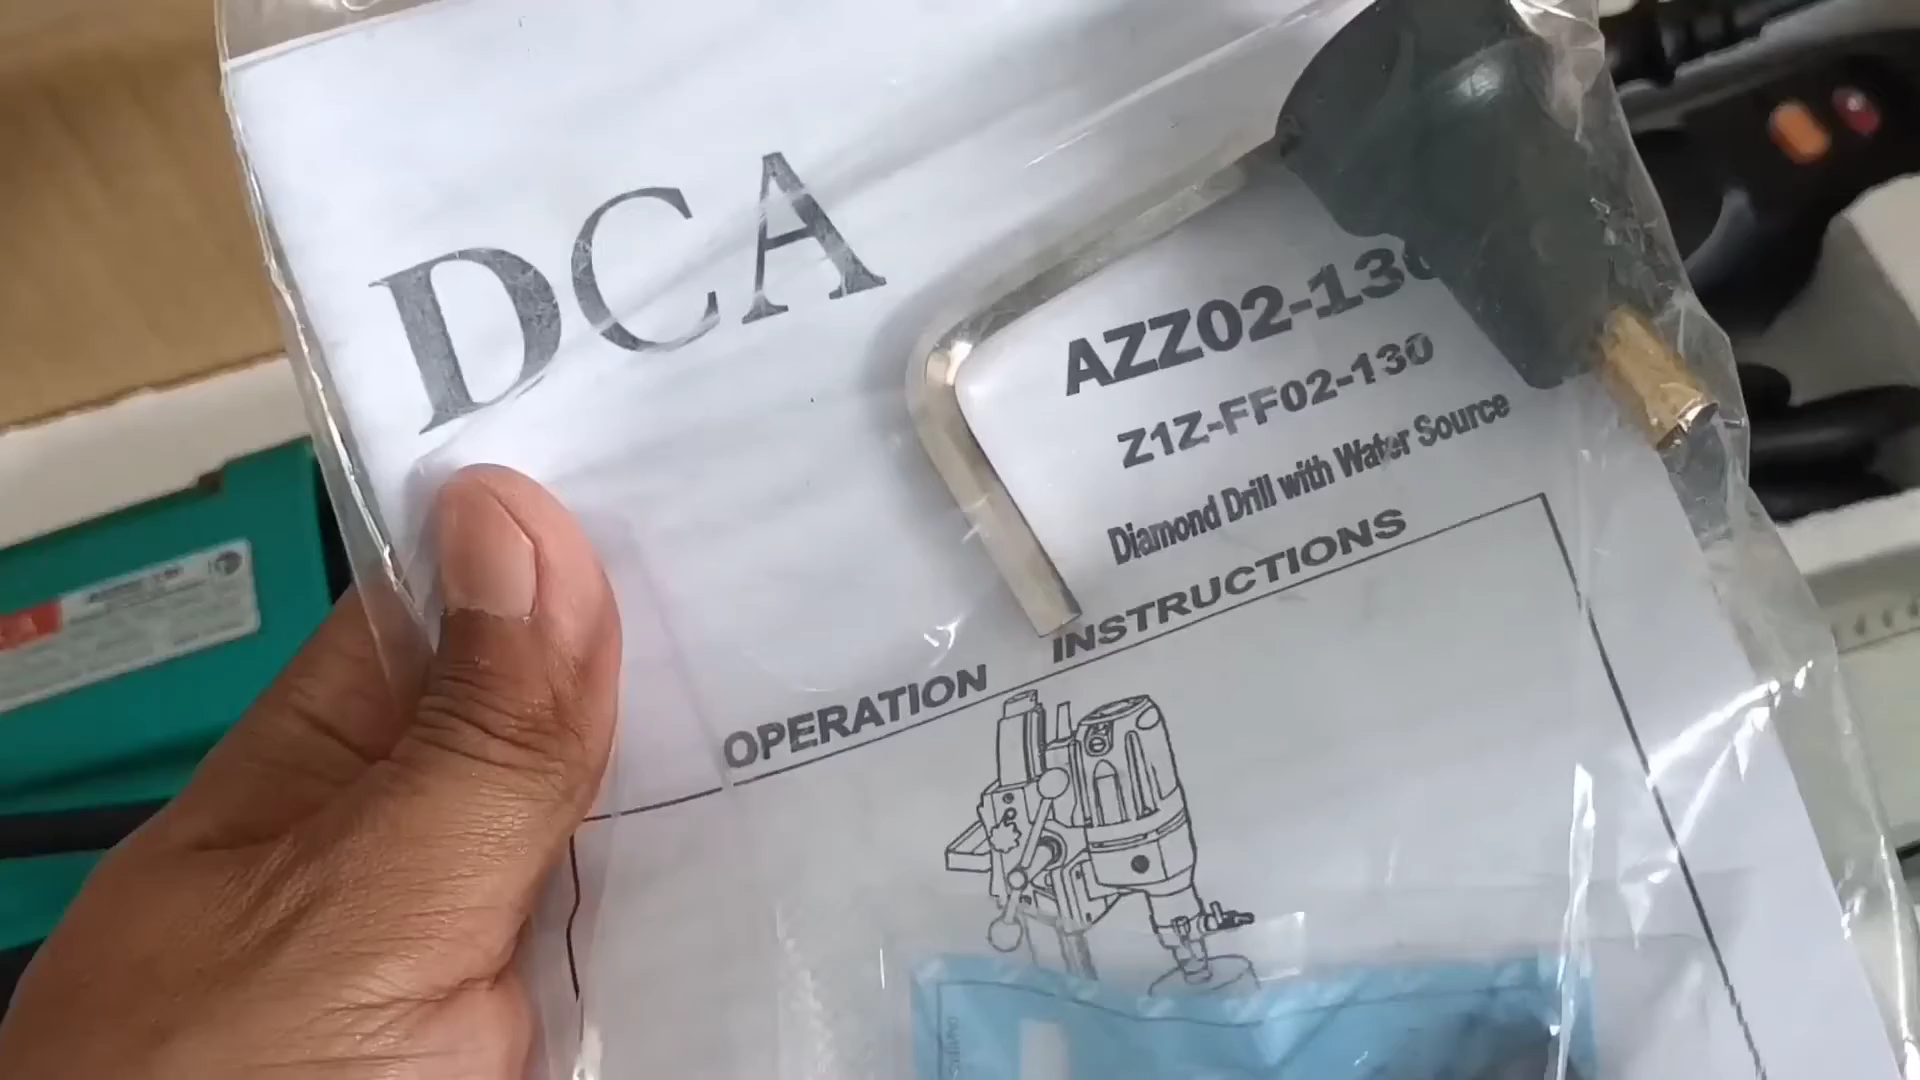 DCA
AZZ02-130
Z1Z-FF02-130
Diamond Drill with Water Source
OPERATION INSTRUCTIONS